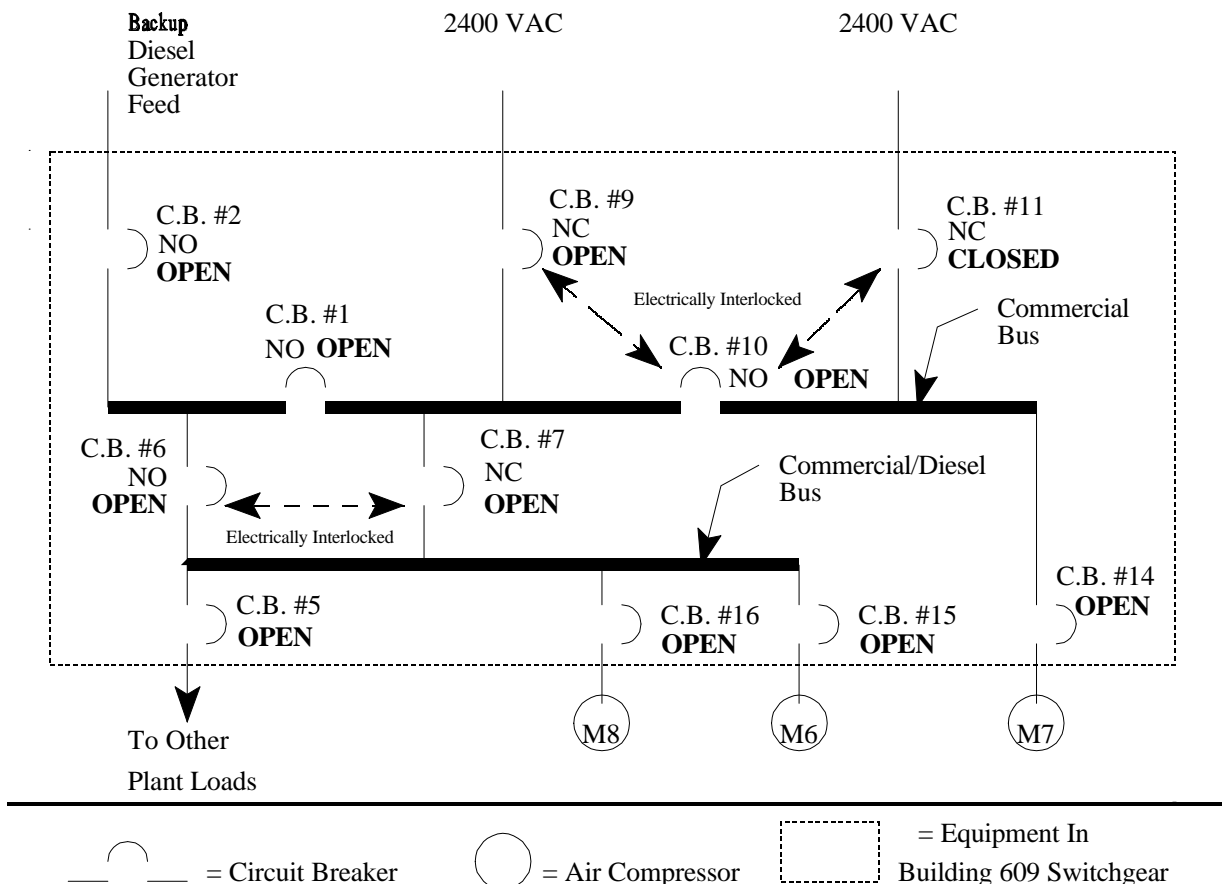 Backup
Diesel
Generator
Feed
2400 VAC
2400 VAC
C.B. #2
NO
OPEN
C.B. #9
NC
OPEN
C.B. #11
NC
CLOSED
Electrically Interlocked
Commercial
Bus
C.B. #1
NO OPEN
C.B. #10
NO OPEN
C.B. #6
NO
OPEN
C.B. #7
NC
OPEN
Electrically Interlocked
Commercial/Diesel
Bus
C.B. #5
OPEN
C.B. #16
OPEN
C.B. #15
OPEN
C.B. #14
OPEN
M8
M6
M7
To Other
Plant Loads
= Circuit Breaker
= Air Compressor
= Equipment In
Building 609 Switchgear